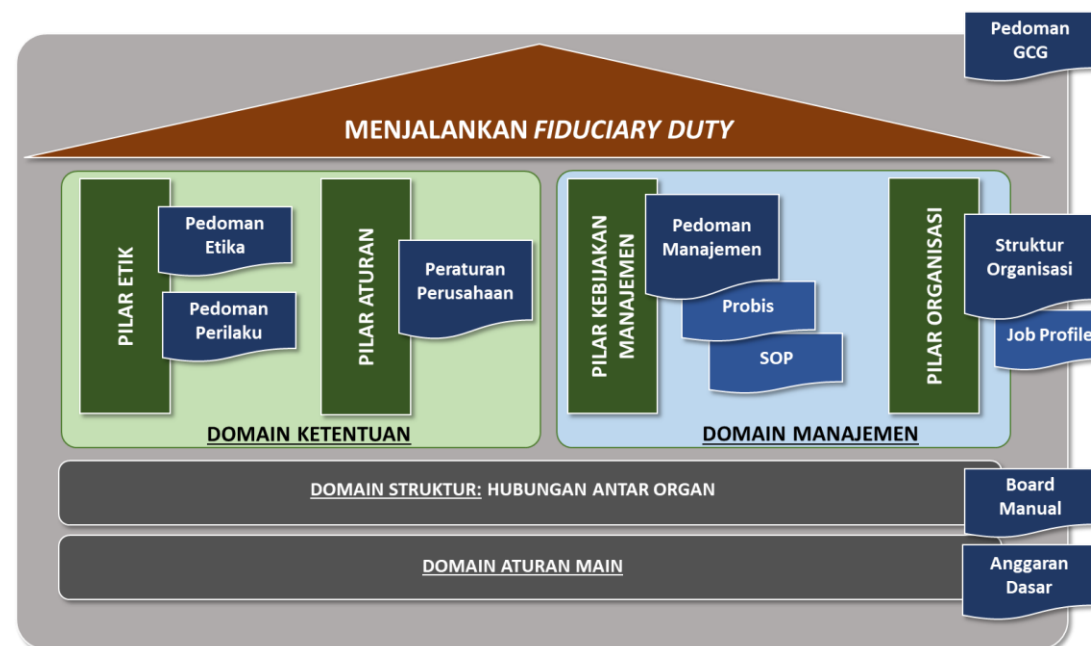 Pedoman
GCG
MENJALANKAN FIDUCIARY DUTY
PILAR ETIK
Pedoman
Etika
Pedoman
Perilaku
PILAR ATURAN
Peraturan
Perusahaan
DOMAIN KETENTUAN
PILAR KEBIJAKAN
MANAJEMEN
Pedoman
Manajemen
Probis
SOP
PILAR ORGANISASI
Struktur
Organisasi
Job Profile
DOMAIN MANAJEMEN
DOMAIN STRUKTUR: HUBUNGAN ANTAR ORGAN
Board
Manual
DOMAIN ATURAN MAIN
Anggaran
Dasar